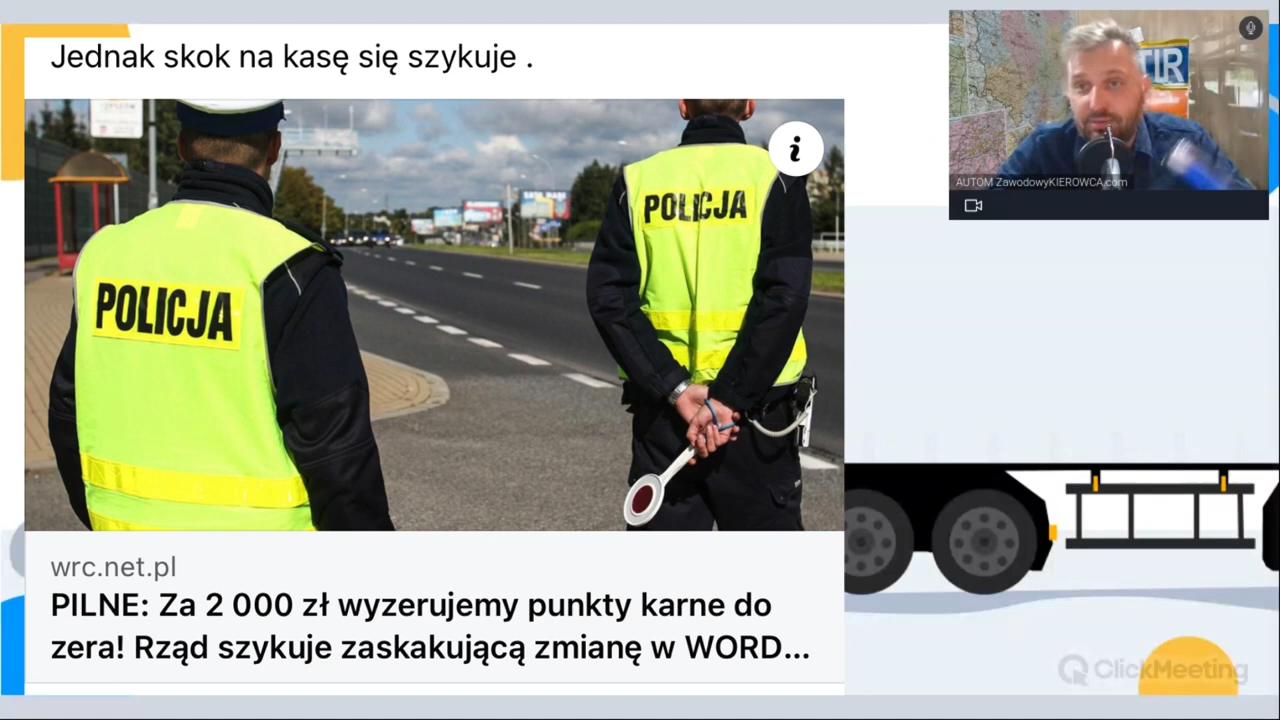 Jednak skok na kasę się szykuje .
TIR
AUTOM ZawodowyKIEROWCA.com
POLICJA
POLICJA
wrc.net.pl
PILNE: Za 2 000 zł wyzerujemy punkty karne do
zera! Rząd szykuje zaskakującą zmianę w WORD...
ClickMeeting